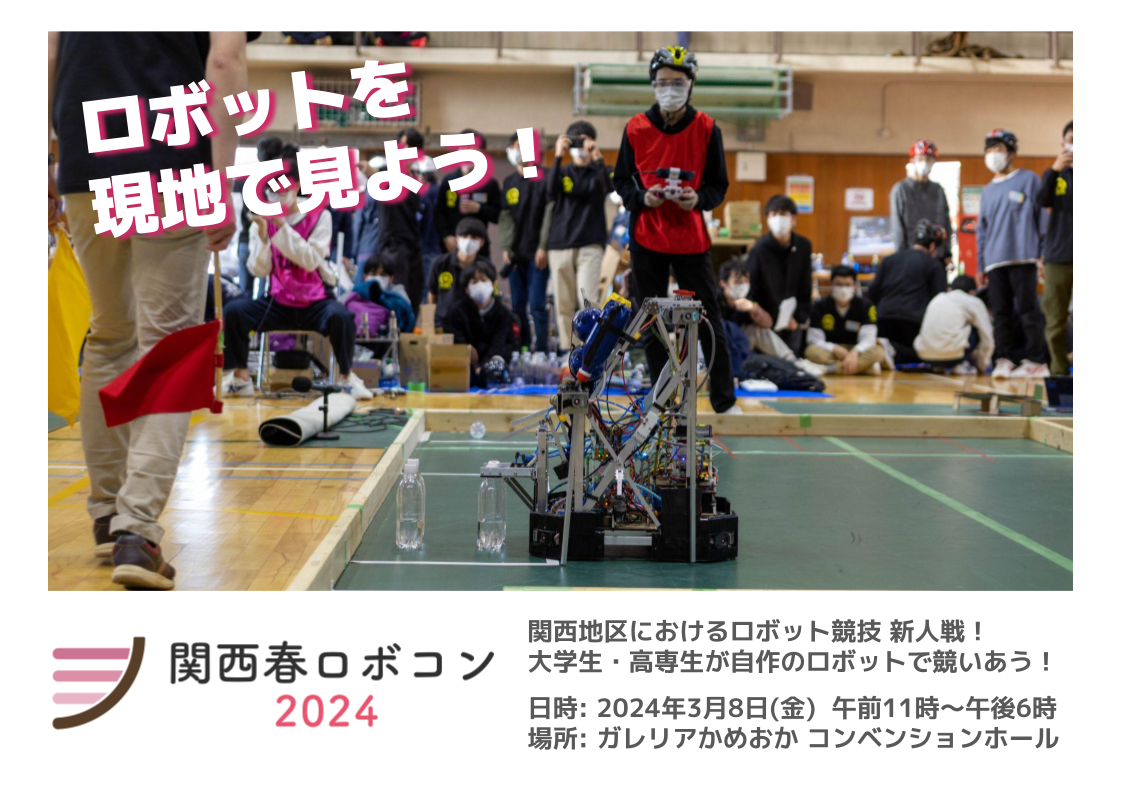 ロボットを
現地で見よう！
関西春ロボコン
2024
関西地区におけるロボット競技 新人戦！
大学生・高専生が自作のロボットで競いあう！
日時: 2024年3月8日(金) 午前11時〜午後6時
場所: ガレリアかめおか コンベンションホール